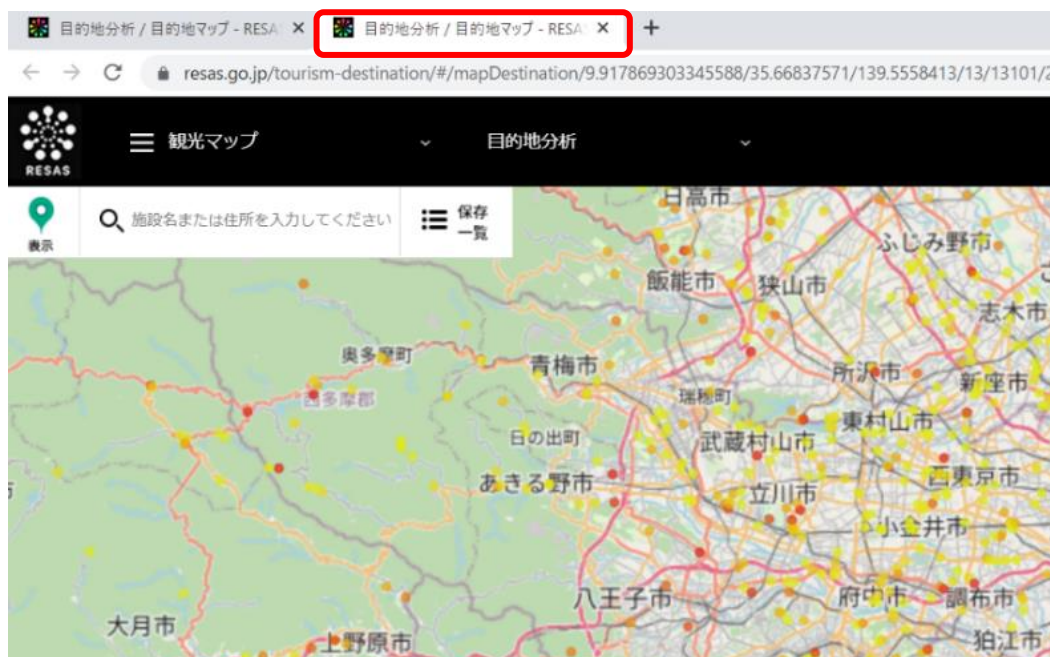 目的地分析 / 目的地マップ - RESA
目的地分析 / 目的地マップ - RESA
resas.go.jp/tourism-destination/#/mapDestination/9.917869303345588/35.66837571/139.5558413/13/13101/2
RESAS
観光マップ
目的地分析
表示
施設名または住所を入力してください
保存
一覧
日高市
ふじみ野市
飯能市
狭山市
志木市
奥多摩町
青梅市
所沢市
新座市
西多摩郡
瑞穂町
東村山市
日の出町
武蔵村山市
あきる野市
西東京市
立川市
小金井市
八王子市
府中市
調布市
大月市
上野原市
狛江市